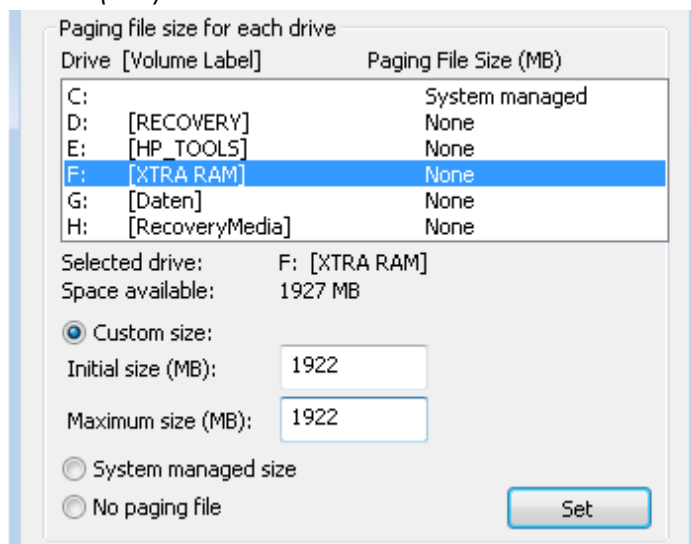 Paging file size for each drive
Drive [Volume Label] Paging File Size (MB)
C: System managed
D: [RECOVERY] None
E: [HP_TOOLS] None
F: [XTRA RAM] None
G: [Daten] None
H: [RecoveryMedia] None
Selected drive: F: [XTRA RAM]
Space available: 1927 MB
Custom size:
Initial size (MB): 1922
Maximum size (MB): 1922
System managed size
No paging file Set